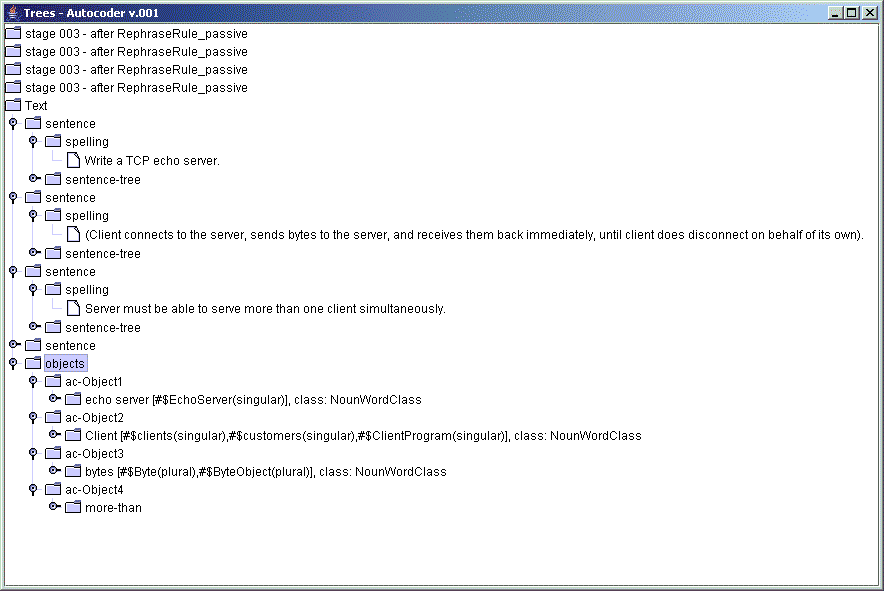 Trees - Autocoder v.001
stage 003 - after RephraseRule_passive
stage 003 - after RephraseRule_passive
stage 003 - after RephraseRule_passive
stage 003 - after RephraseRule_passive
Text
sentence
spelling
Write a TCP echo server.
sentence-tree
sentence
spelling
(Client connects to the server, sends bytes to the server, and receives them back immediately, until client does disconnect on behalf of its own).
sentence-tree
sentence
spelling
Server must be able to serve more than one client simultaneously.
sentence-tree
sentence
objects
ac-Object1
echo server [#$EchoServer(singular)], class: NounWordClass
ac-Object2
Client [#$clients(singular),#$customers(singular),#$ClientProgram(singular)], class: NounWordClass
ac-Object3
bytes [#$Byte(plural),#$ByteObject(plural)], class: NounWordClass
ac-Object4
more-than